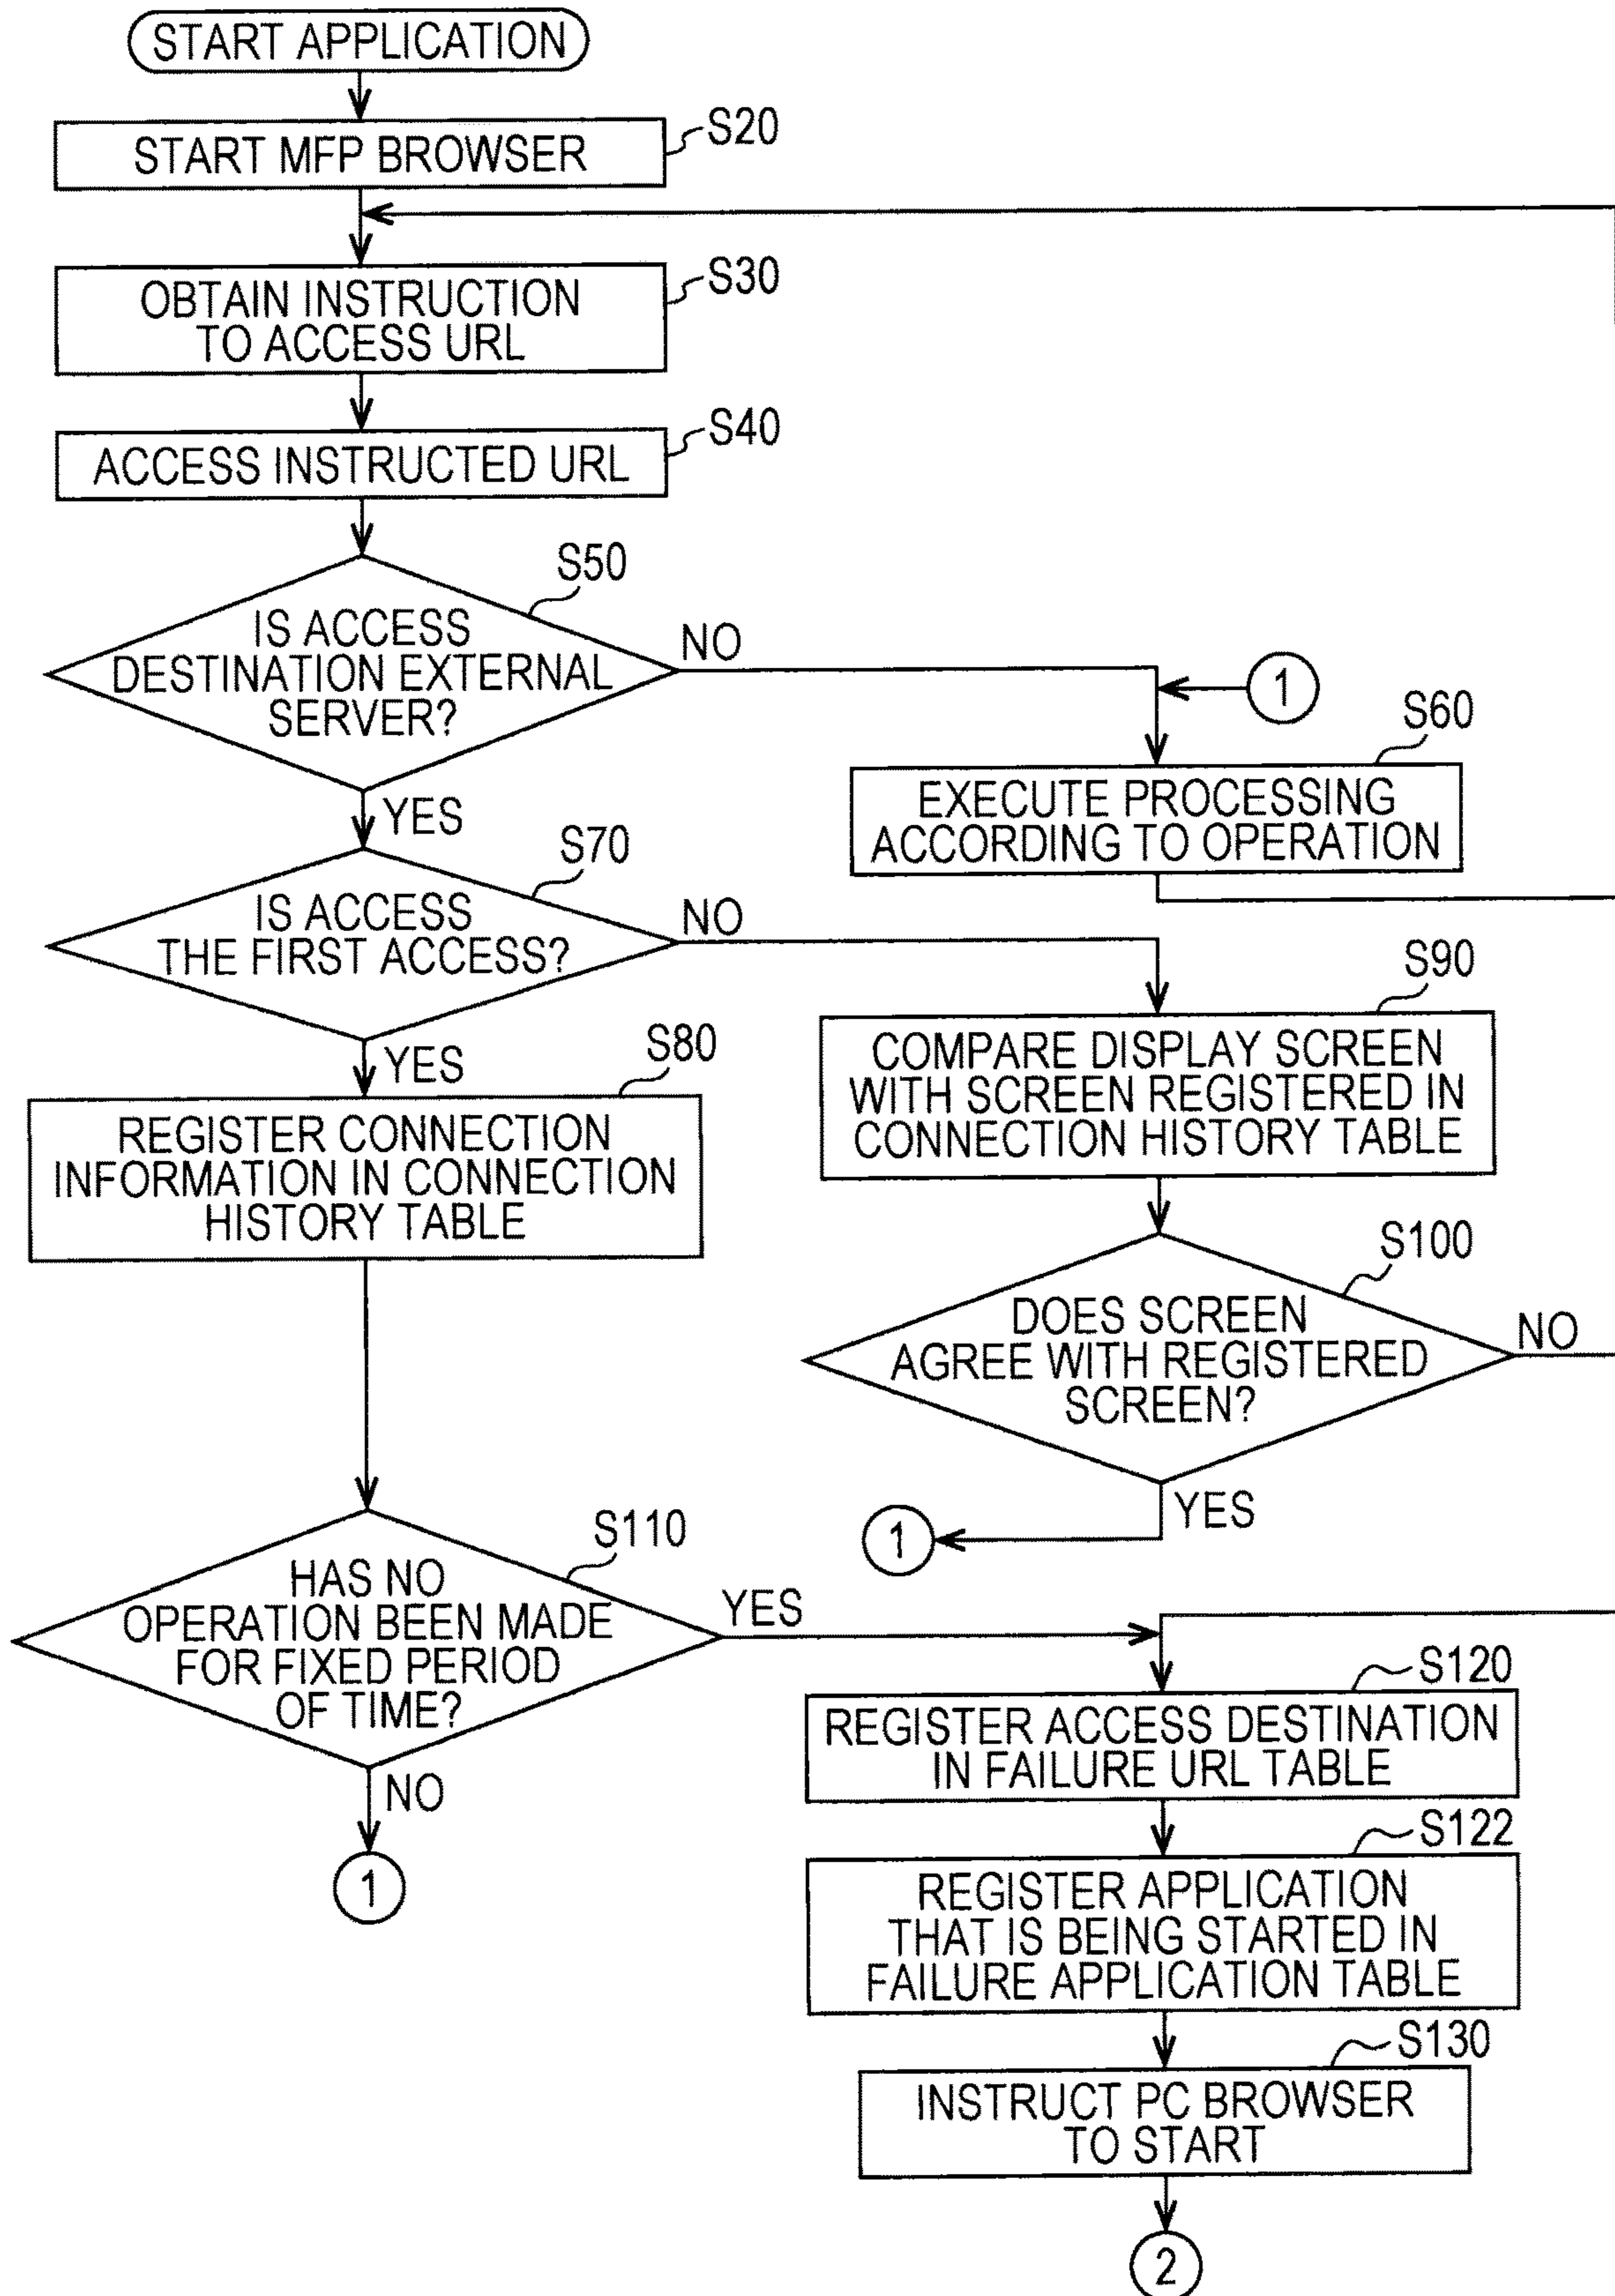 START APPLICATION
S20
START MFP BROWSER
S30
OBTAIN INSTRUCTION
TO ACCESS URL
S40
ACCESS INSTRUCTED URL
S50
IS ACCESS
DESTINATION EXTERNAL
SERVER?
NO
1
YES
S60
EXECUTE PROCESSING
ACCORDING TO OPERATION
S70
IS ACCESS
THE FIRST ACCESS?
NO
YES
S80
REGISTER CONNECTION
INFORMATION IN CONNECTION
HISTORY TABLE
S90
COMPARE DISPLAY SCREEN
WITH SCREEN REGISTERED IN
CONNECTION HISTORY TABLE
S100
DOES SCREEN
AGREE WITH REGISTERED
SCREEN?
NO
YES
1
S110
HAS NO
OPERATION BEEN MADE
FOR FIXED PERIOD
OF TIME?
YES
NO
1
S120
REGISTER ACCESS DESTINATION
IN FAILURE URL TABLE
S122
REGISTER APPLICATION
THAT IS BEING STARTED IN
FAILURE APPLICATION TABLE
S130
INSTRUCT PC BROWSER
TO START
2